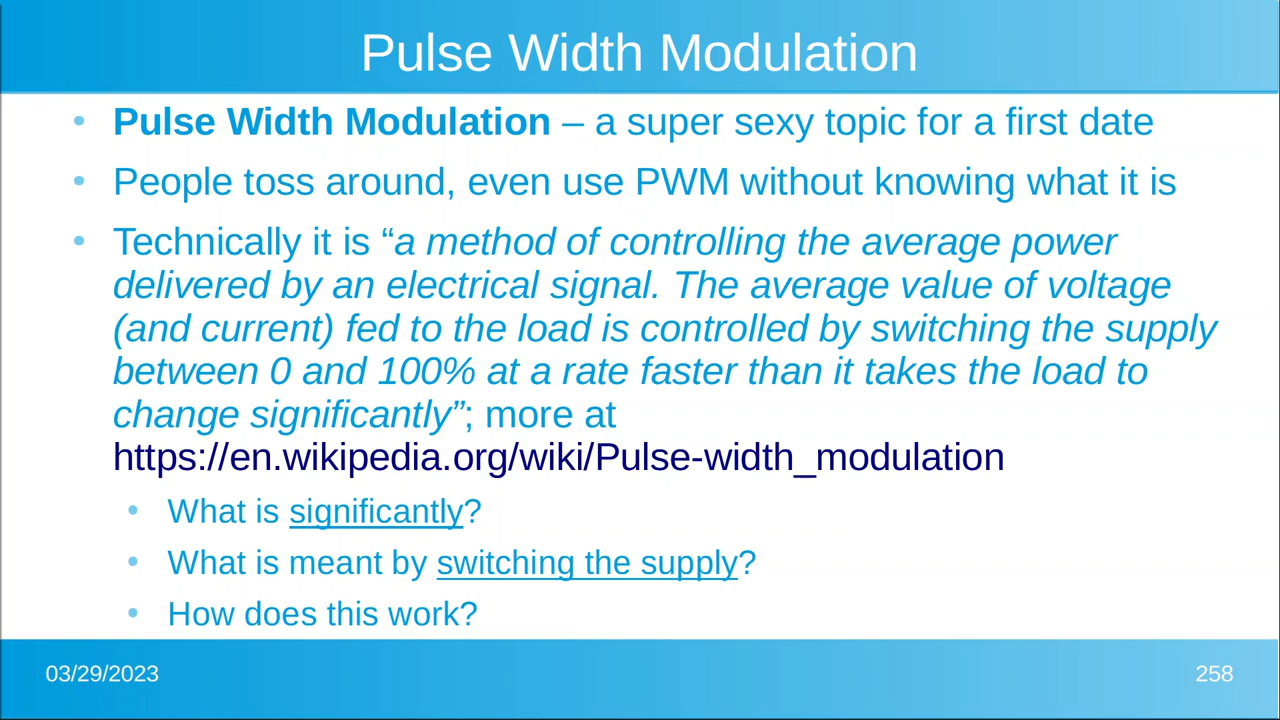 Pulse Width Modulation
• Pulse Width Modulation – a super sexy topic for a first date
• People toss around, even use PWM without knowing what it is
• Technically it is “a method of controlling the average power
delivered by an electrical signal. The average value of voltage
(and current) fed to the load is controlled by switching the supply
between 0 and 100% at a rate faster than it takes the load to
change significantly”; more at
https://en.wikipedia.org/wiki/Pulse-width_modulation
• What is significantly?
• What is meant by switching the supply?
• How does this work?
03/29/2023
258